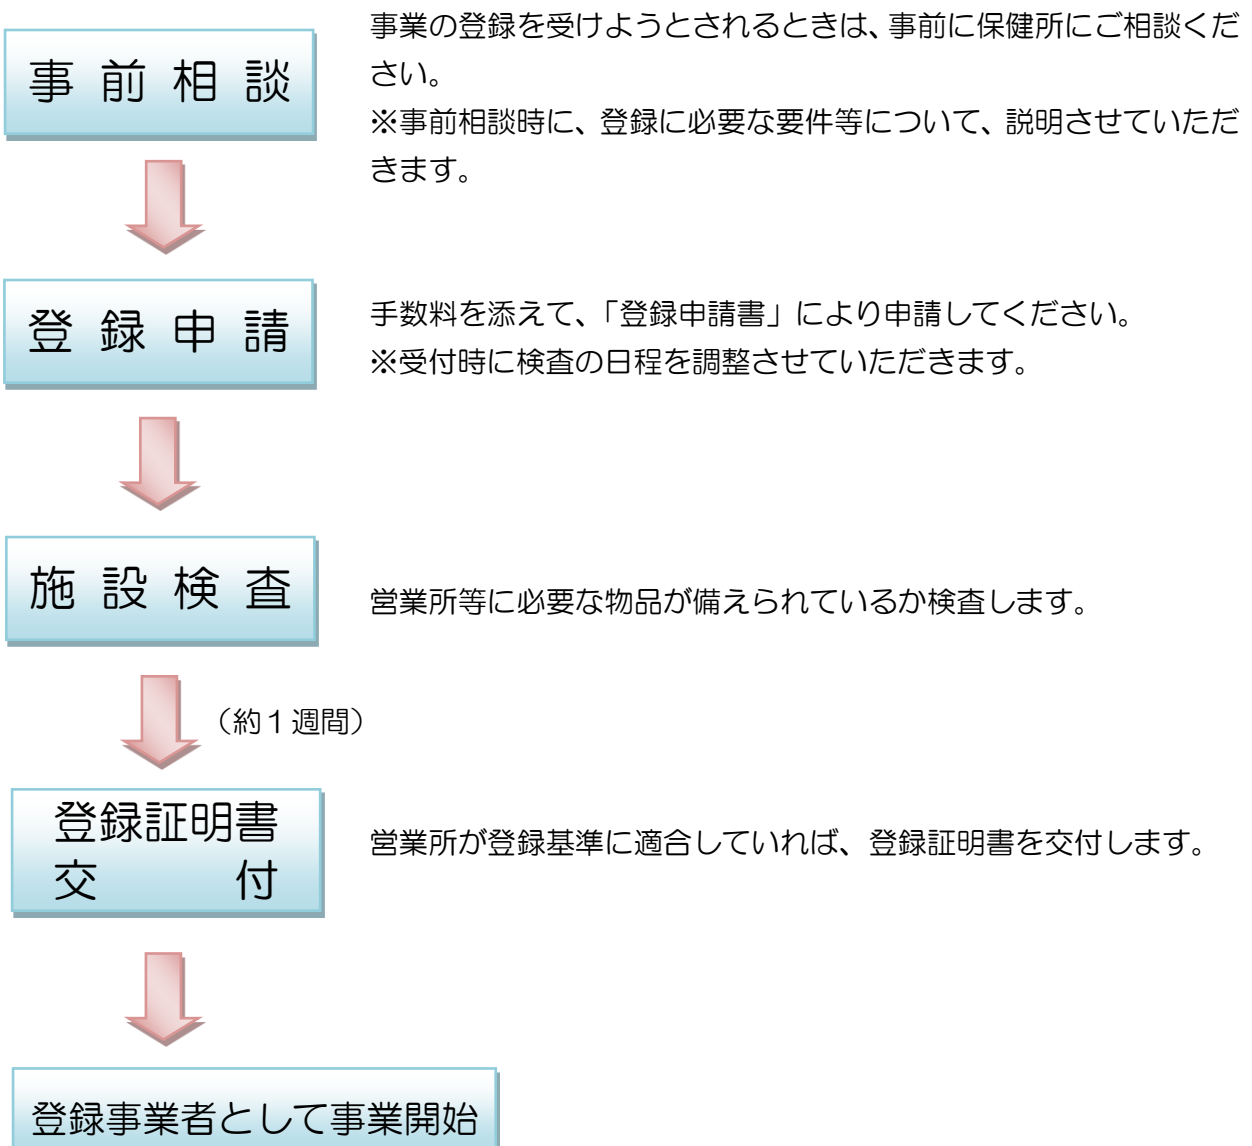 事前相談
事業の登録を受けようとされるときは、事前に保健所にご相談くだ
さい。
※事前相談時に、登録に必要な要件等について、説明させていただ
きます。
登録申請
手数料を添えて、「登録申請書」により申請してください。
※受付時に検査の日程を調整させていただきます。
施設検査
営業所等に必要な物品が備えられているか検査します。
（約１週間）
登録証明書
交付
営業所が登録基準に適合していれば、登録証明書を交付します。
登録事業者として事業開始